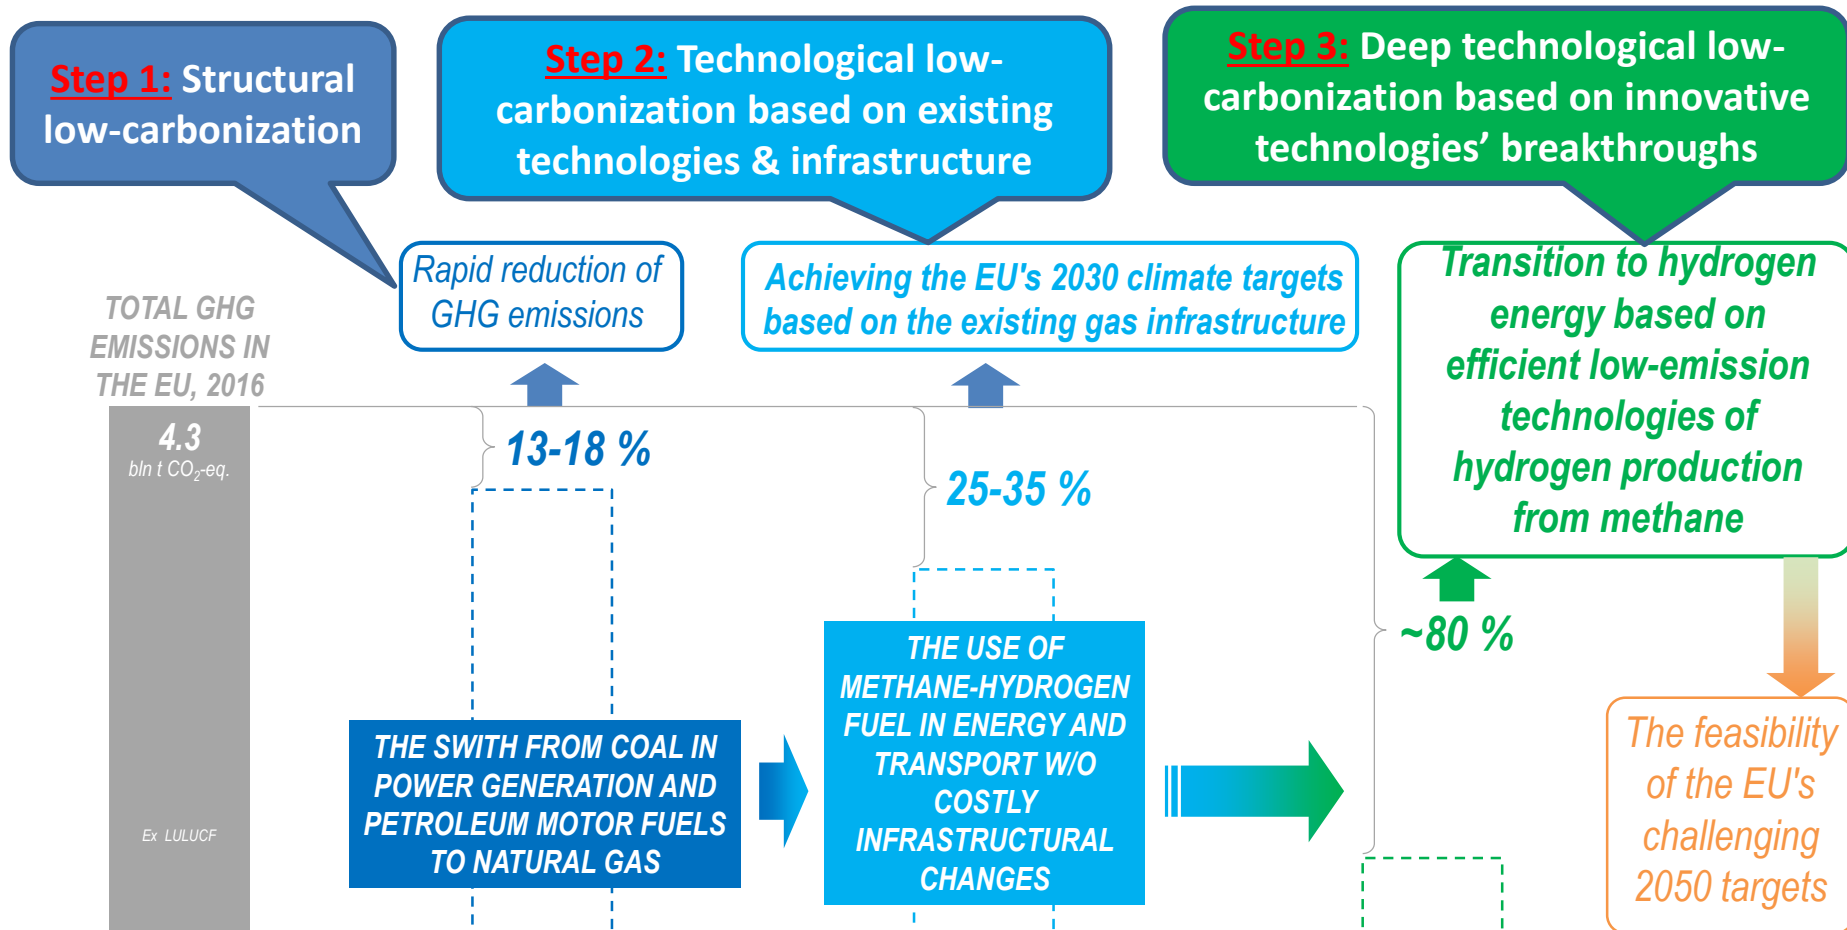 Step 1: Structural
low-carbonization
Step 2: Technological low-
carbonization based on existing
technologies & infrastructure
Step 3: Deep technological low-
carbonization based on innovative
technologies’ breakthroughs
Rapid reduction of
GHG emissions
Achieving the EU's 2030 climate targets
based on the existing gas infrastructure
Transition to hydrogen
energy based on
efficient low-emission
technologies of
hydrogen production
from methane
TOTAL GHG
EMISSIONS IN
THE EU, 2016
4.3
bln t CO₂-eq.
Ex LULUCF
13-18 %
25-35 %
~80 %
THE SWITH FROM COAL IN
POWER GENERATION AND
PETROLEUM MOTOR FUELS
TO NATURAL GAS
THE USE OF
METHANE-HYDROGEN
FUEL IN ENERGY AND
TRANSPORT W/O
COSTLY
INFRASTRUCTURAL
CHANGES
The feasibility
of the EU's
challenging
2050 targets